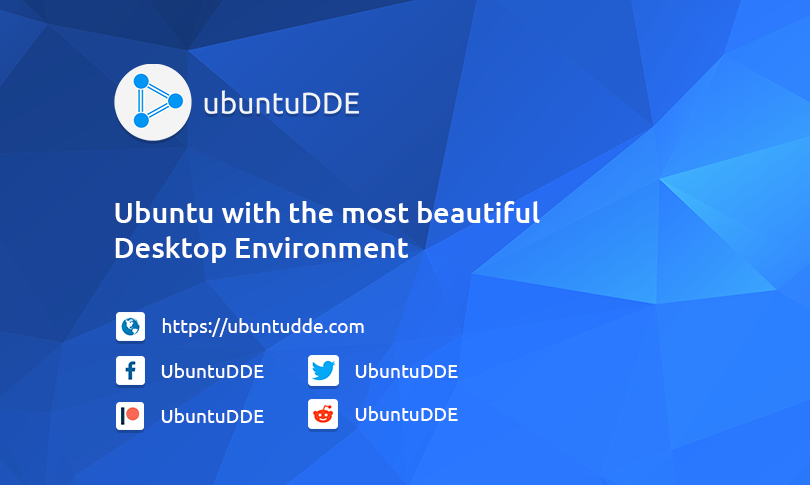 ubuntuDDE
Ubuntu with the most beautiful
Desktop Environment
https://ubuntudde.com
UbuntuDDE
UbuntuDDE
UbuntuDDE
UbuntuDDE